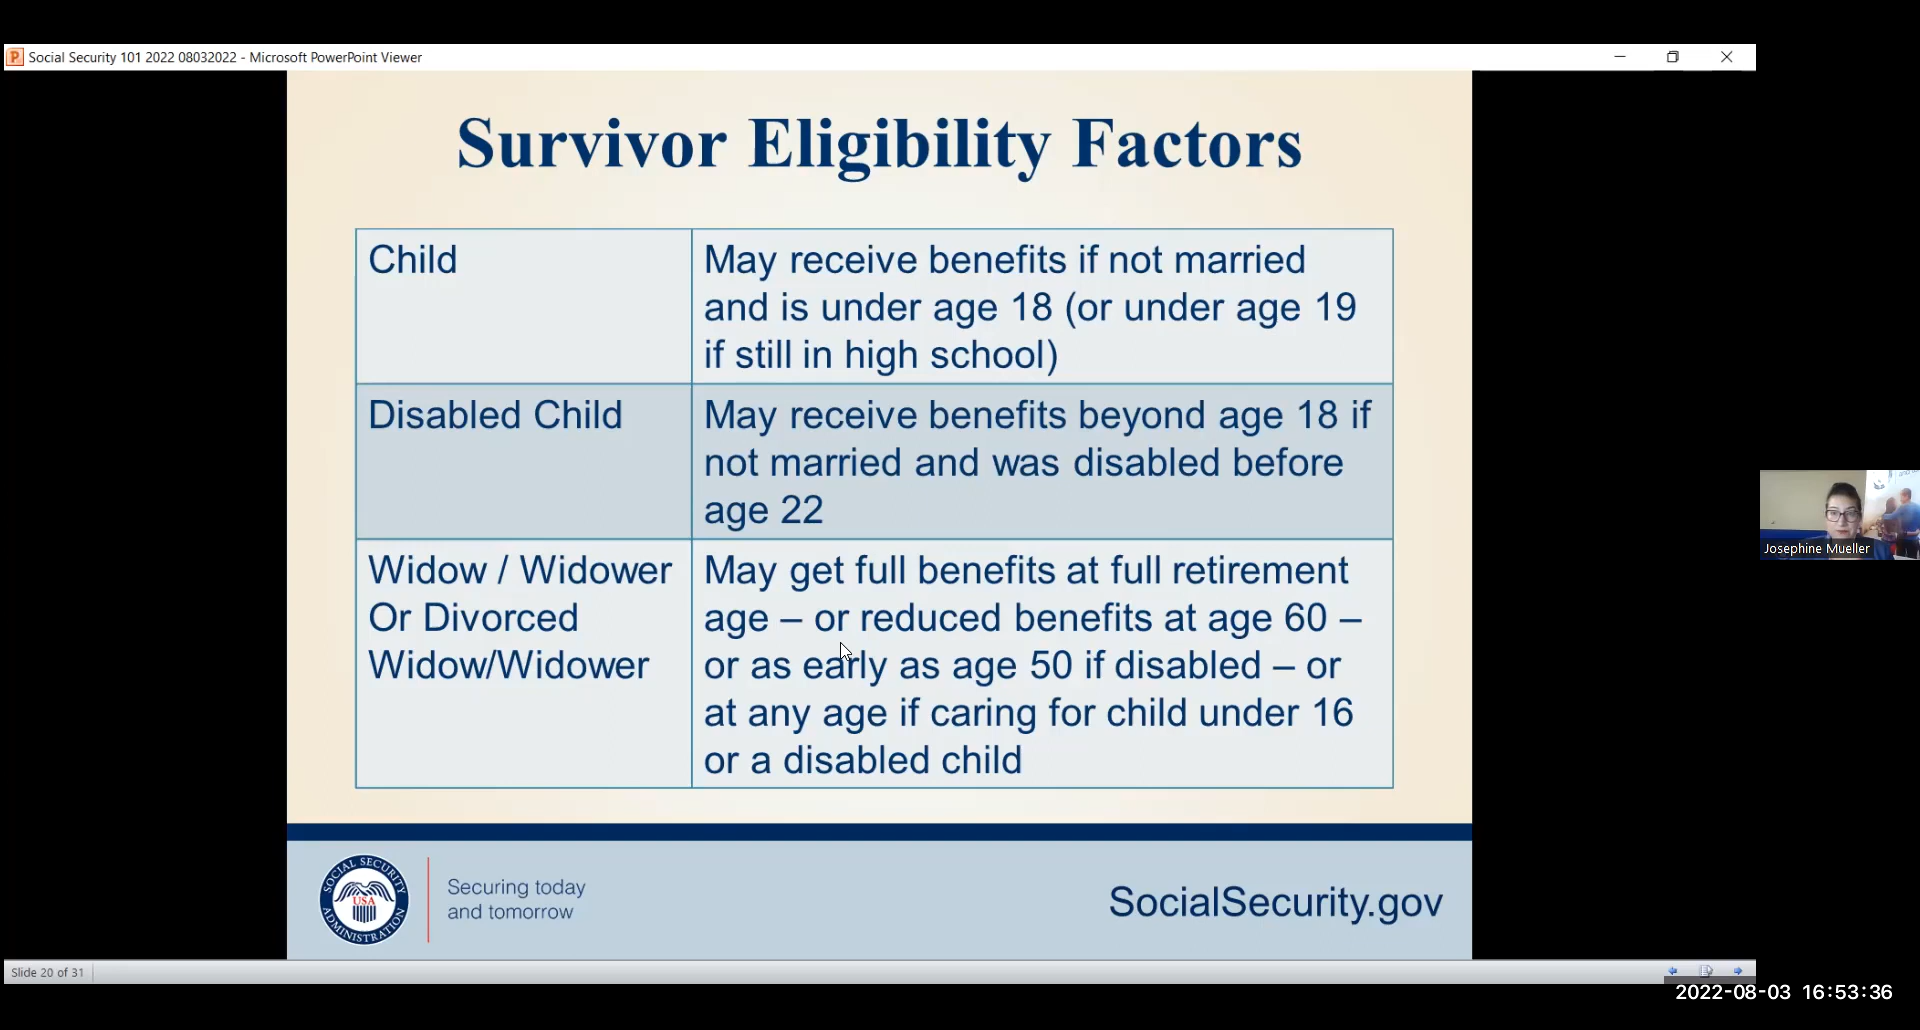 Social Security 101 2022 08032022 - Microsoft PowerPoint Viewer
Survivor Eligibility Factors
Child
May receive benefits if not married
and is under age 18 (or under age 19
if still in high school)
Disabled Child
May receive benefits beyond age 18 if
not married and was disabled before
age 22
Widow / Widower
Or Divorced
Widow/Widower
May get full benefits at full retirement
age – or reduced benefits at age 60 –
or as early as age 50 if disabled – or
at any age if caring for child under 16
or a disabled child
SOCIAL SECURITY
ADMINISTRATION
USA
Securing today
and tomorrow
SocialSecurity.gov
Josephine Mueller
Slide 20 of 31
2022-08-03 16:53:36